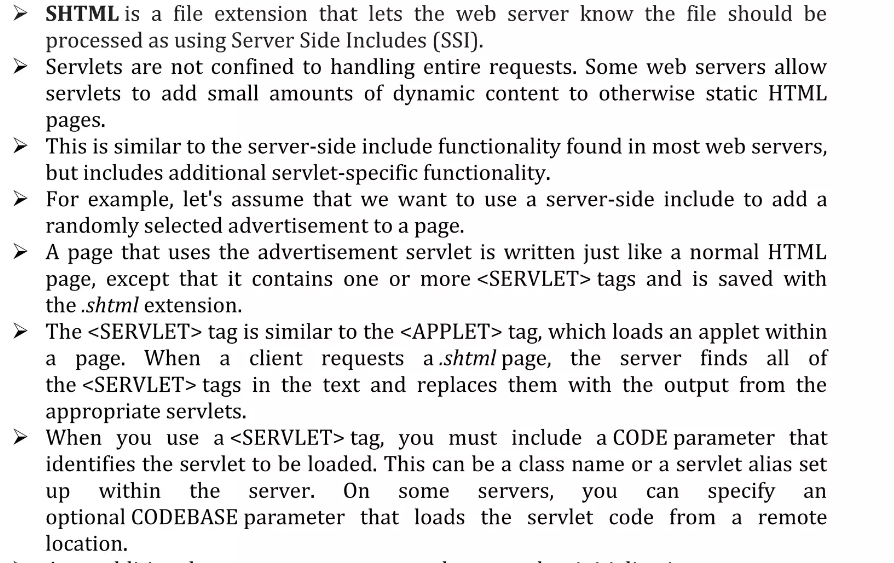 ➢ SHTML is a file extension that lets the web server know the file should be
processed as using Server Side Includes (SSI).
➢ Servlets are not confined to handling entire requests. Some web servers allow
servlets to add small amounts of dynamic content to otherwise static HTML
pages.
➢ This is similar to the server-side include functionality found in most web servers,
but includes additional servlet-specific functionality.
➢ For example, let's assume that we want to use a server-side include to add a
randomly selected advertisement to a page.
➢ A page that uses the advertisement servlet is written just like a normal HTML
page, except that it contains one or more <SERVLET> tags and is saved with
the .shtml extension.
➢ The <SERVLET> tag is similar to the <APPLET> tag, which loads an applet within
a page. When a client requests a .shtml page, the server finds all of
the <SERVLET> tags in the text and replaces them with the output from the
appropriate servlets.
➢ When you use a <SERVLET> tag, you must include a CODE parameter that
identifies the servlet to be loaded. This can be a class name or a servlet alias set
up within the server. On some servers, you can specify an
optional CODEBASE parameter that loads the servlet code from a remote
location.